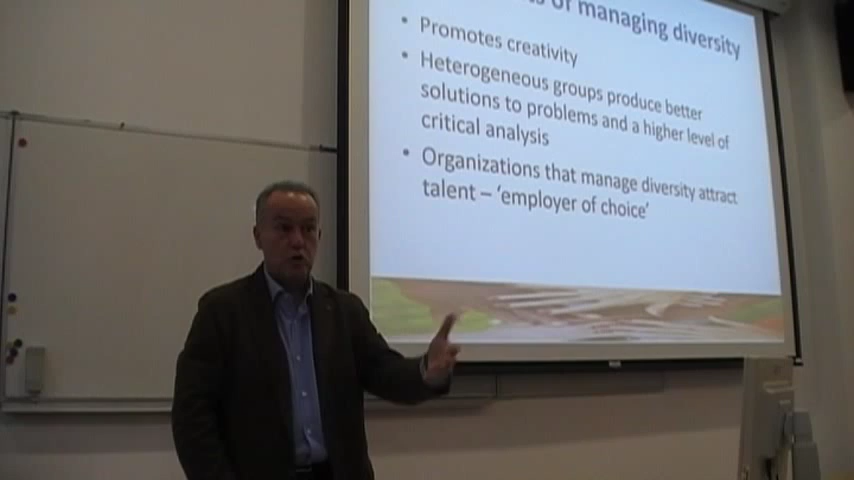 of managing diversity
• Promotes creativity
• Heterogeneous groups produce better
solutions to problems and a higher level of
critical analysis
• Organizations that manage diversity attract
talent – ‘employer of choice’